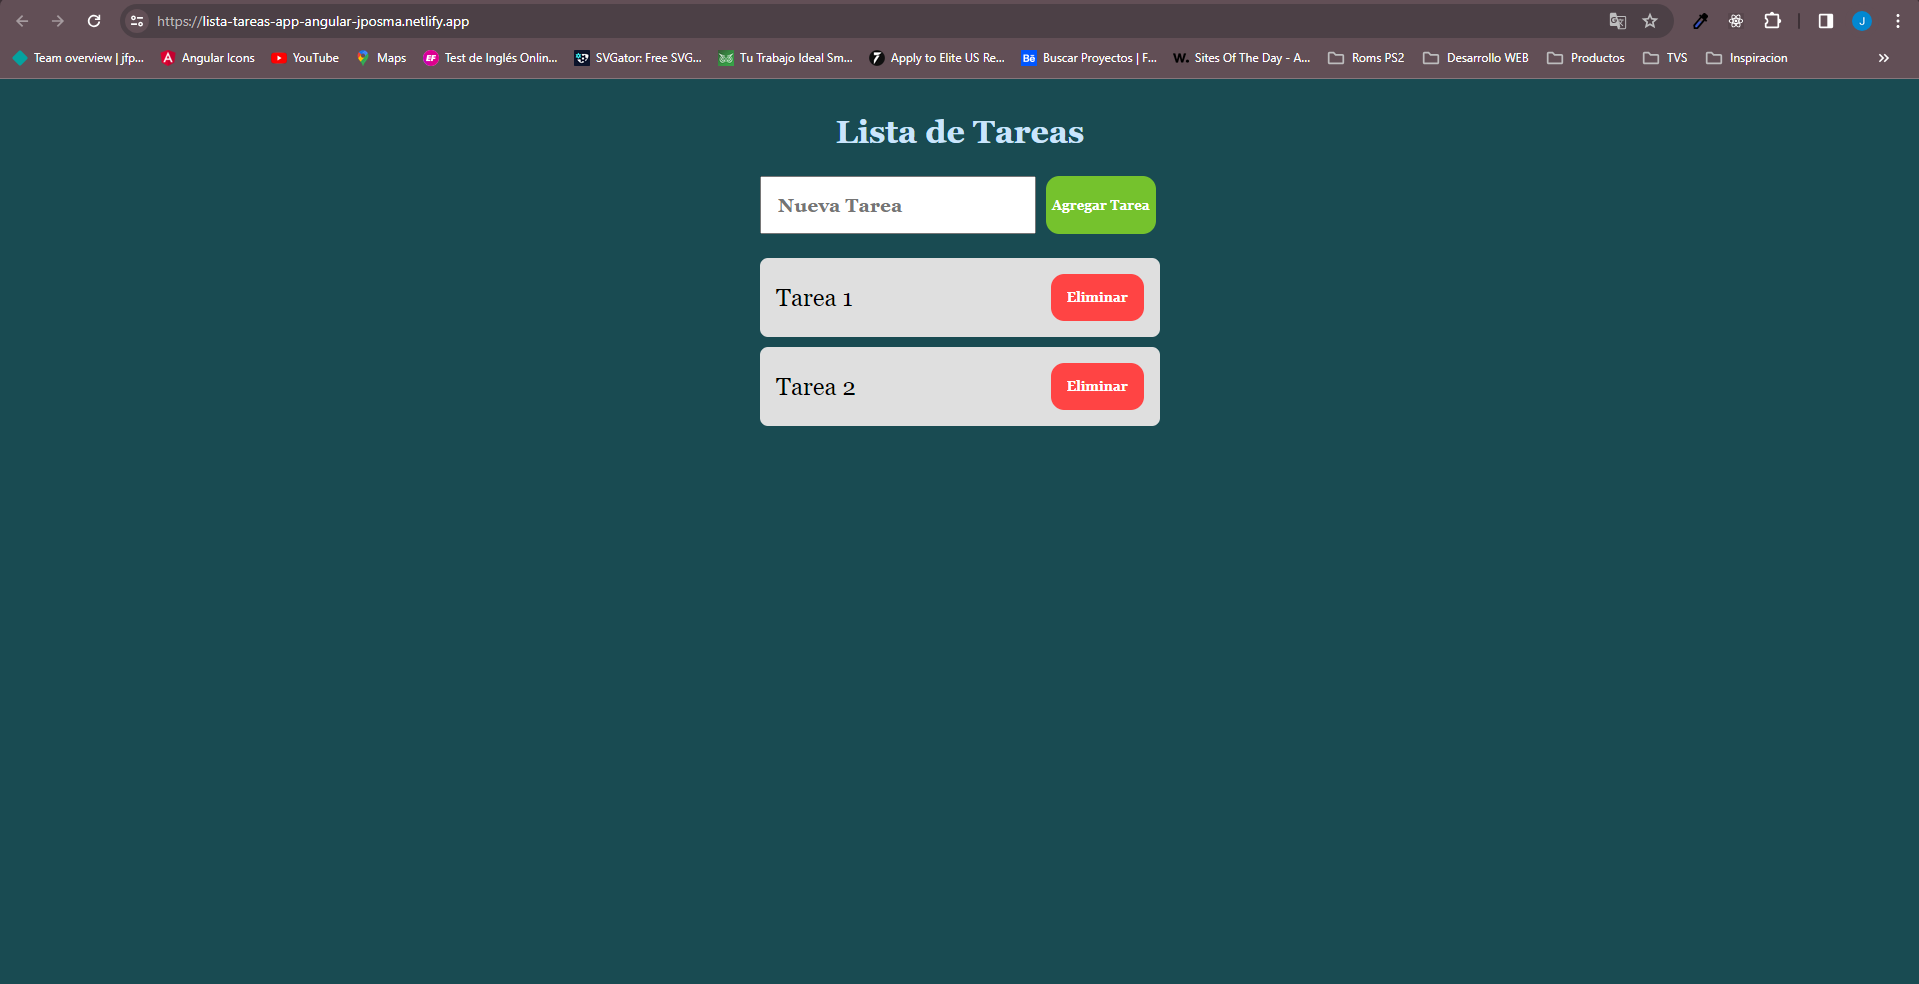 https://lista-tareas-app-angular-jposma.netlify.app
J
Team overview | jfp... Angular Icons YouTube Maps EF Test de Inglés Onlin... SVGator: Free SVG... Tu Trabajo Ideal Sm... 7 Apply to Elite US Re... Bē Buscar Proyectos | F... W. Sites Of The Day - A... Roms PS2 Desarrollo WEB Productos TVS Inspiracion »
Lista de Tareas
Nueva Tarea Agregar Tarea
Tarea 1 Eliminar
Tarea 2 Eliminar